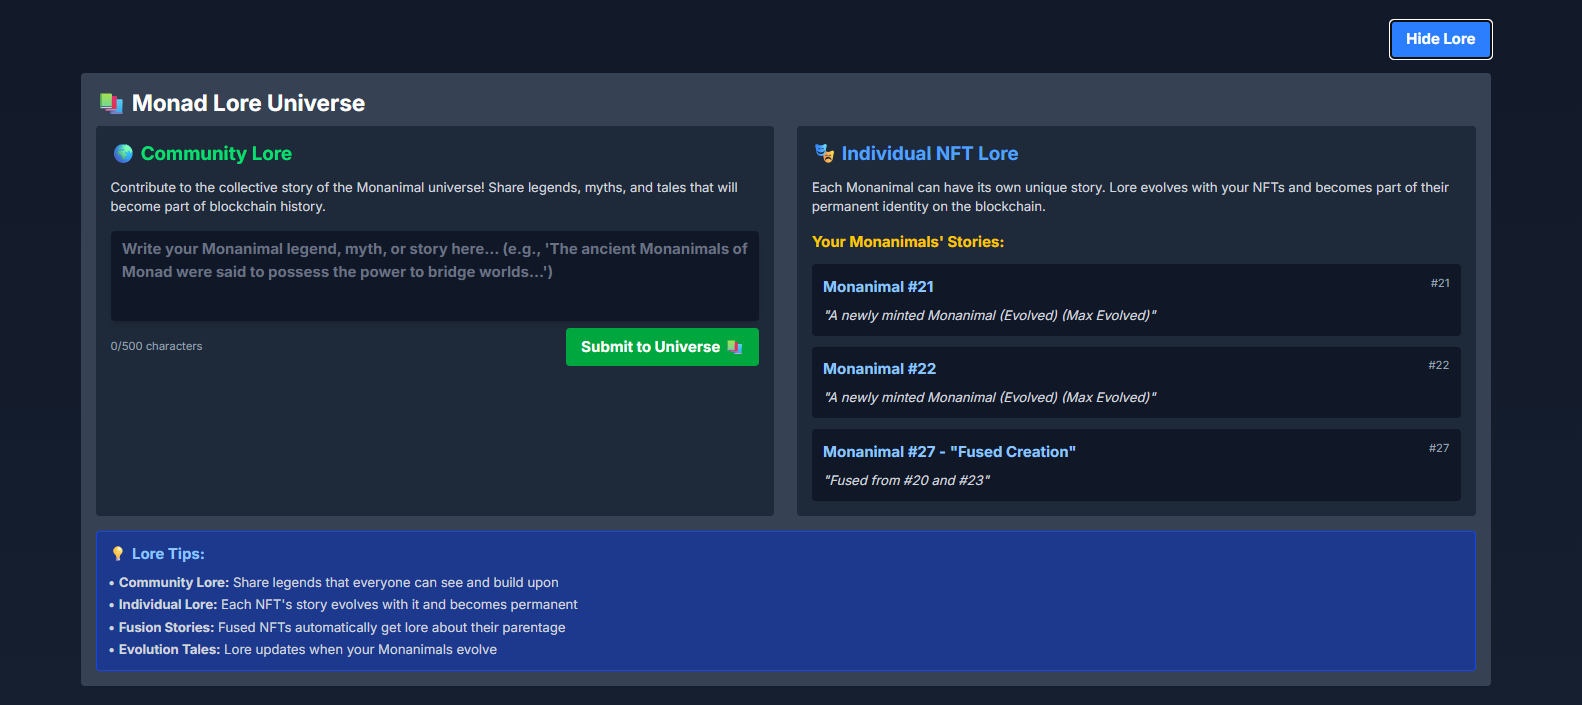 Hide Lore
Monad Lore Universe
Community Lore
Contribute to the collective story of the Monanimal universe! Share legends, myths, and tales that will
become part of blockchain history.
Write your Monanimal legend, myth, or story here... (e.g., 'The ancient Monanimals of
Monad were said to possess the power to bridge worlds...')
0/500 characters
Submit to Universe
Individual NFT Lore
Each Monanimal can have its own unique story. Lore evolves with your NFTs and becomes part of their
permanent identity on the blockchain.
Your Monanimals' Stories:
Monanimal #21
#21
"A newly minted Monanimal (Evolved) (Max Evolved)"
Monanimal #22
#22
"A newly minted Monanimal (Evolved) (Max Evolved)"
Monanimal #27 - "Fused Creation"
#27
"Fused from #20 and #23"
Lore Tips:
• Community Lore: Share legends that everyone can see and build upon
• Individual Lore: Each NFT's story evolves with it and becomes permanent
• Fusion Stories: Fused NFTs automatically get lore about their parentage
• Evolution Tales: Lore updates when your Monanimals evolve